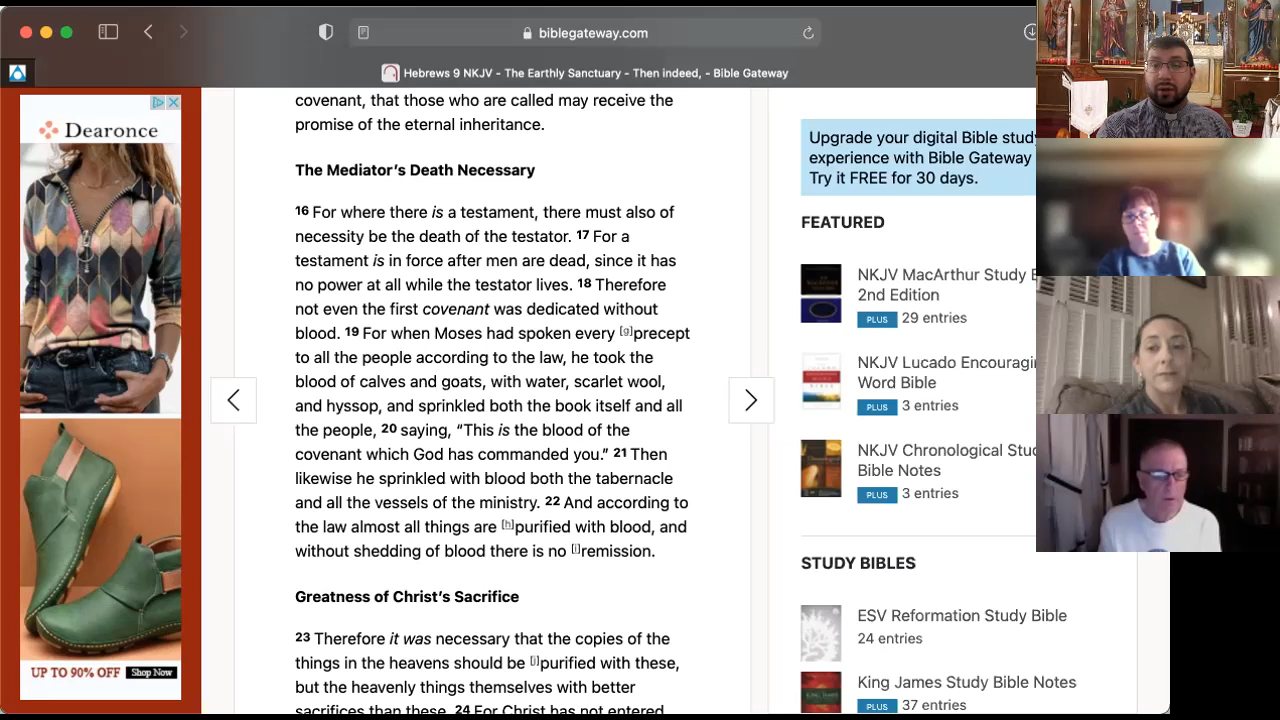 biblegateway.com
Hebrews 9 NKJV - The Earthly Sanctuary - Then indeed, - Bible Gateway
Dearonce
UP TO 90% OFF Shop Now
covenant, that those who are called may receive the
promise of the eternal inheritance.
The Mediator’s Death Necessary
16 For where there is a testament, there must also of
necessity be the death of the testator. 17 For a
testament is in force after men are dead, since it has
no power at all while the testator lives. 18 Therefore
not even the first covenant was dedicated without
blood. 19 For when Moses had spoken every [g]precept
to all the people according to the law, he took the
blood of calves and goats, with water, scarlet wool,
and hyssop, and sprinkled both the book itself and all
the people, 20 saying, “This is the blood of the
covenant which God has commanded you.” 21 Then
likewise he sprinkled with blood both the tabernacle
and all the vessels of the ministry. 22 And according to
the law almost all things are [h]purified with blood, and
without shedding of blood there is no [i]remission.
Greatness of Christ’s Sacrifice
23 Therefore it was necessary that the copies of the
things in the heavens should be [j]purified with these,
but the heavenly things themselves with better
sacrifices than these. 24 For Christ has not entered
Upgrade your digital Bible study
experience with Bible Gateway
Try it FREE for 30 days.
FEATURED
NKJV MacArthur Study
2nd Edition
PLUS 29 entries
NKJV Lucado
Word Bible
PLUS 3 entries
NKJV Chronological
Bible Notes
PLUS 3 entries
STUDY BIBLES
ESV Reformation Study Bible
24 entries
King James Study Bible Notes
PLUS 37 entries